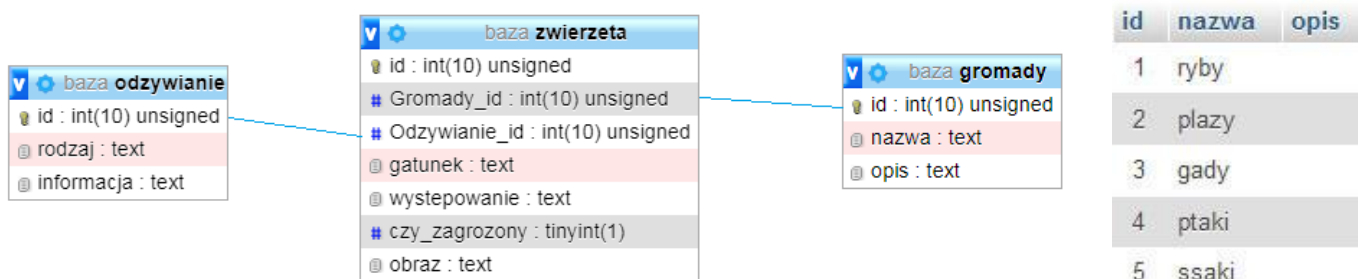 baza odzywianie
id : int(10) unsigned
rodzaj : text
informacja : text
baza zwierzeta
id : int(10) unsigned
Gromady_id : int(10) unsigned
Odzywianie_id : int(10) unsigned
gatunek : text
wystepowanie : text
czy_zagrozony : tinyint(1)
obraz : text
baza gromady
id : int(10) unsigned
nazwa : text
opis : text
id nazwa opis
1 ryby
2 plazy
3 gady
4 ptaki
5 ssaki